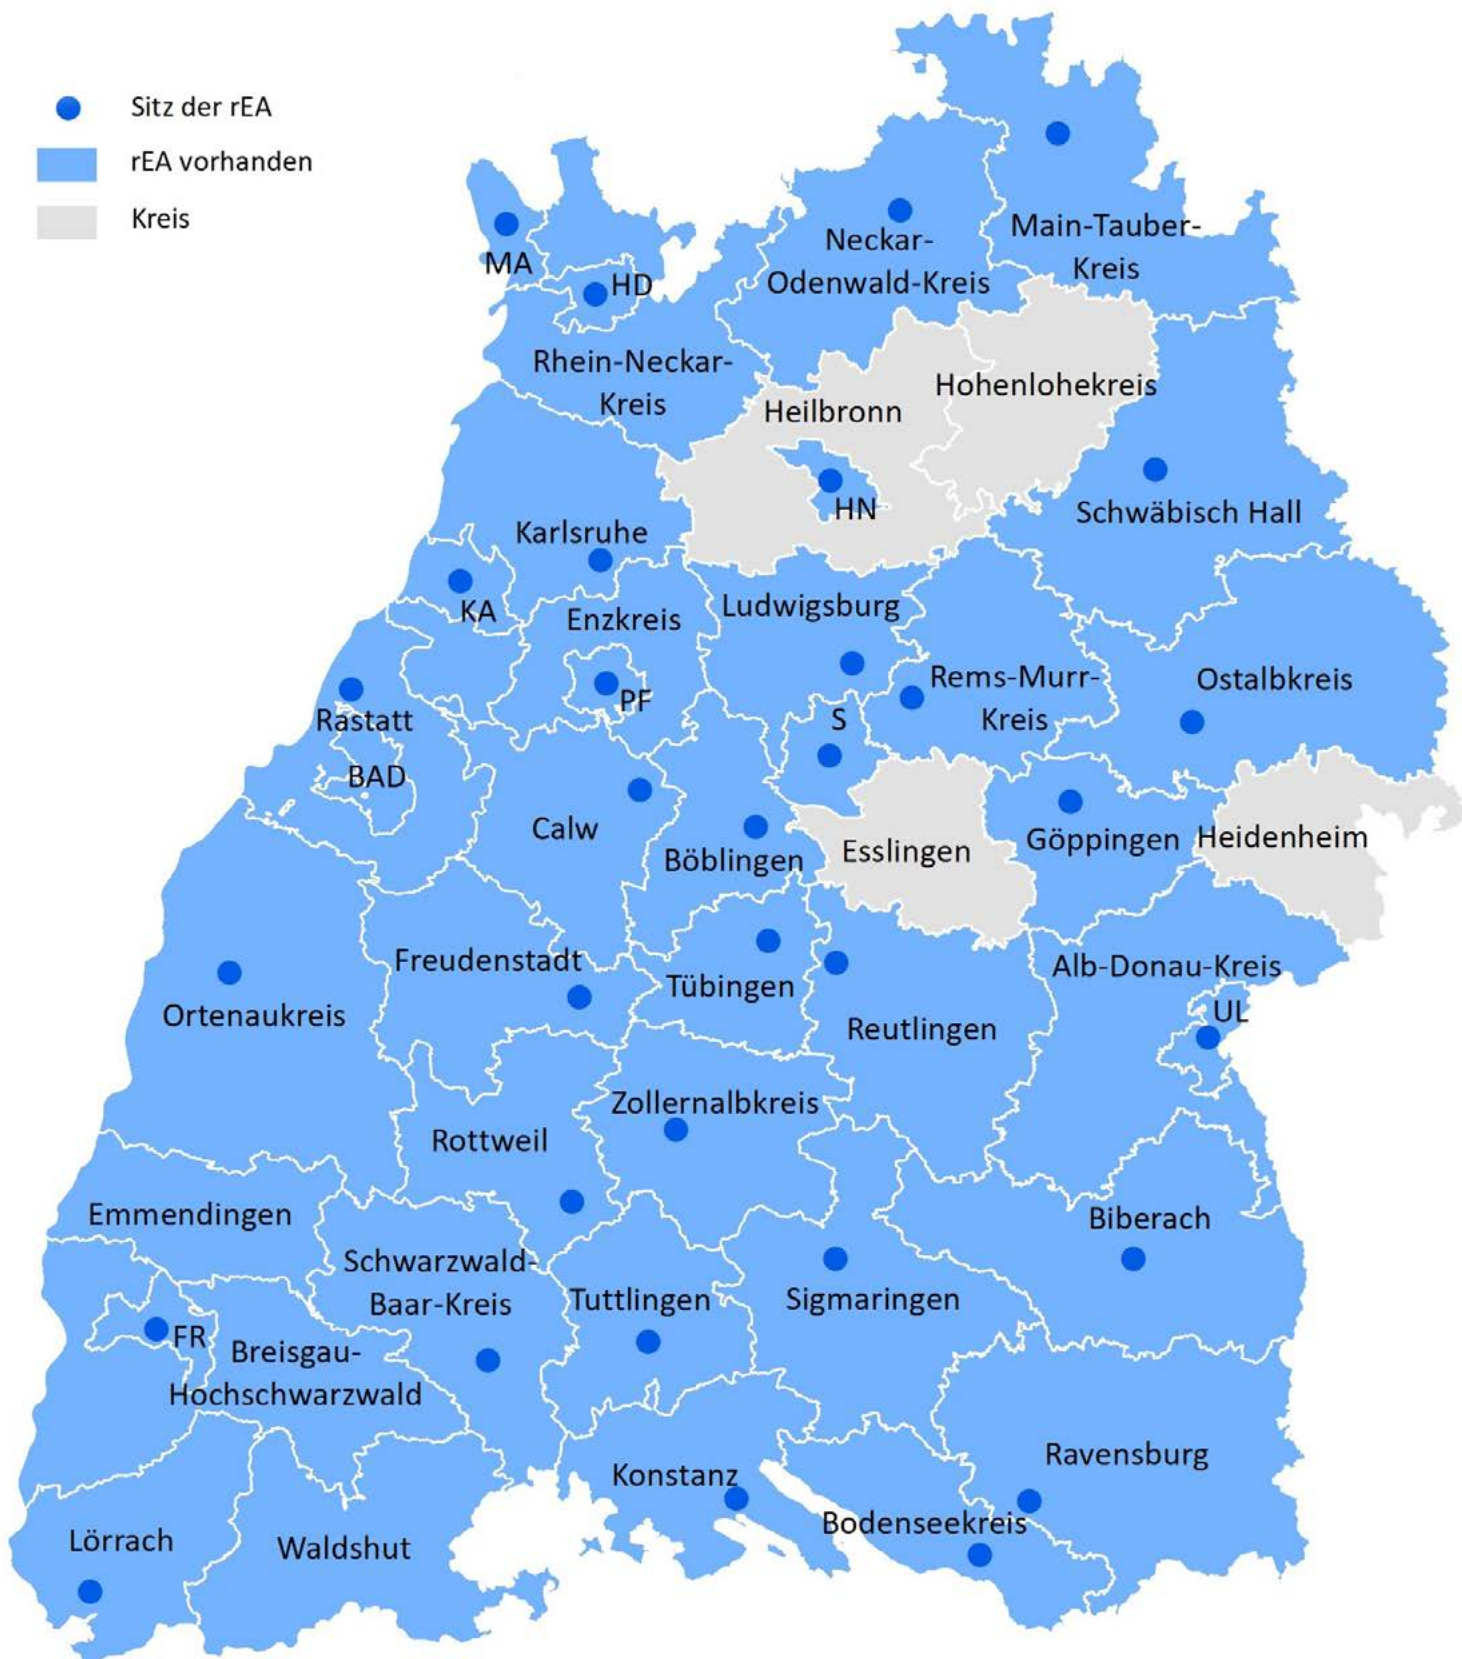 Sitz der rEA
rEA vorhanden
Kreis
MA
HD
Neckar-
Odenwald-Kreis
Main-Tauber-
Kreis
Rhein-Neckar-
Kreis
Heilbronn
Hohenlohekreis
HN
Schwäbisch Hall
Karlsruhe
KA
Enzkreis
Ludwigsburg
PF
Rems-Murr-
Kreis
Ostalbkreis
Rastatt
S
BAD
Calw
Böblingen
Esslingen
Göppingen
Heidenheim
Freudenstadt
Tübingen
Alb-Donau-Kreis
UL
Ortenaukreis
Reutlingen
Zollernalbkreis
Rottweil
Emmendingen
Biberach
Schwarzwald-
Baar-Kreis
Tuttlingen
Sigmaringen
FR
Breisgau-
Hochschwarzwald
Ravensburg
Konstanz
Bodenseekreis
Lörrach
Waldshut